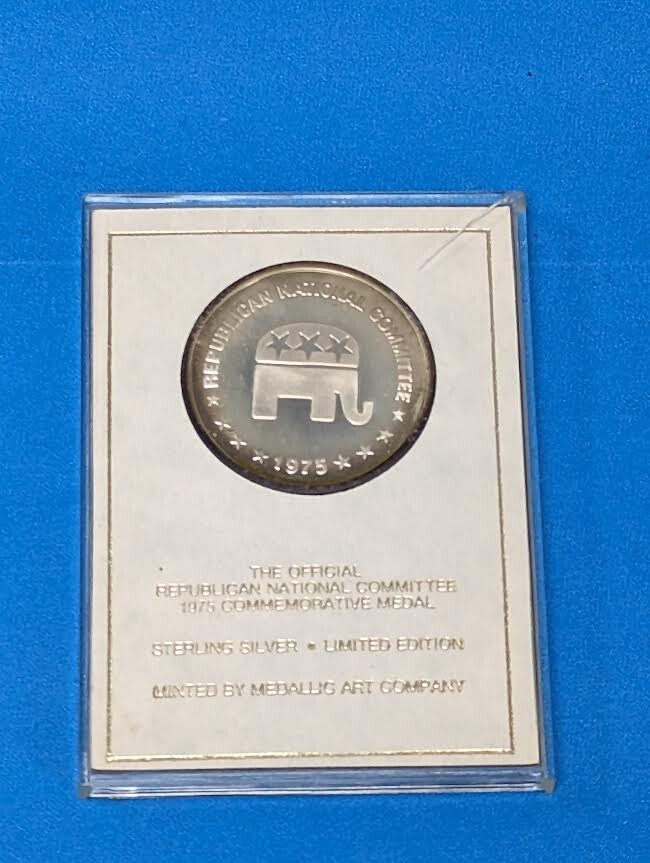 REPUBLICAN NATIONAL COMMITTEE
1975
THE OFFICIAL
REPUBLICAN NATIONAL COMMITTEE
1975 COMMEMORATIVE MEDAL
STERLING SILVER • LIMITED EDITION
MINTED BY MEDALLIC ART COMPANY